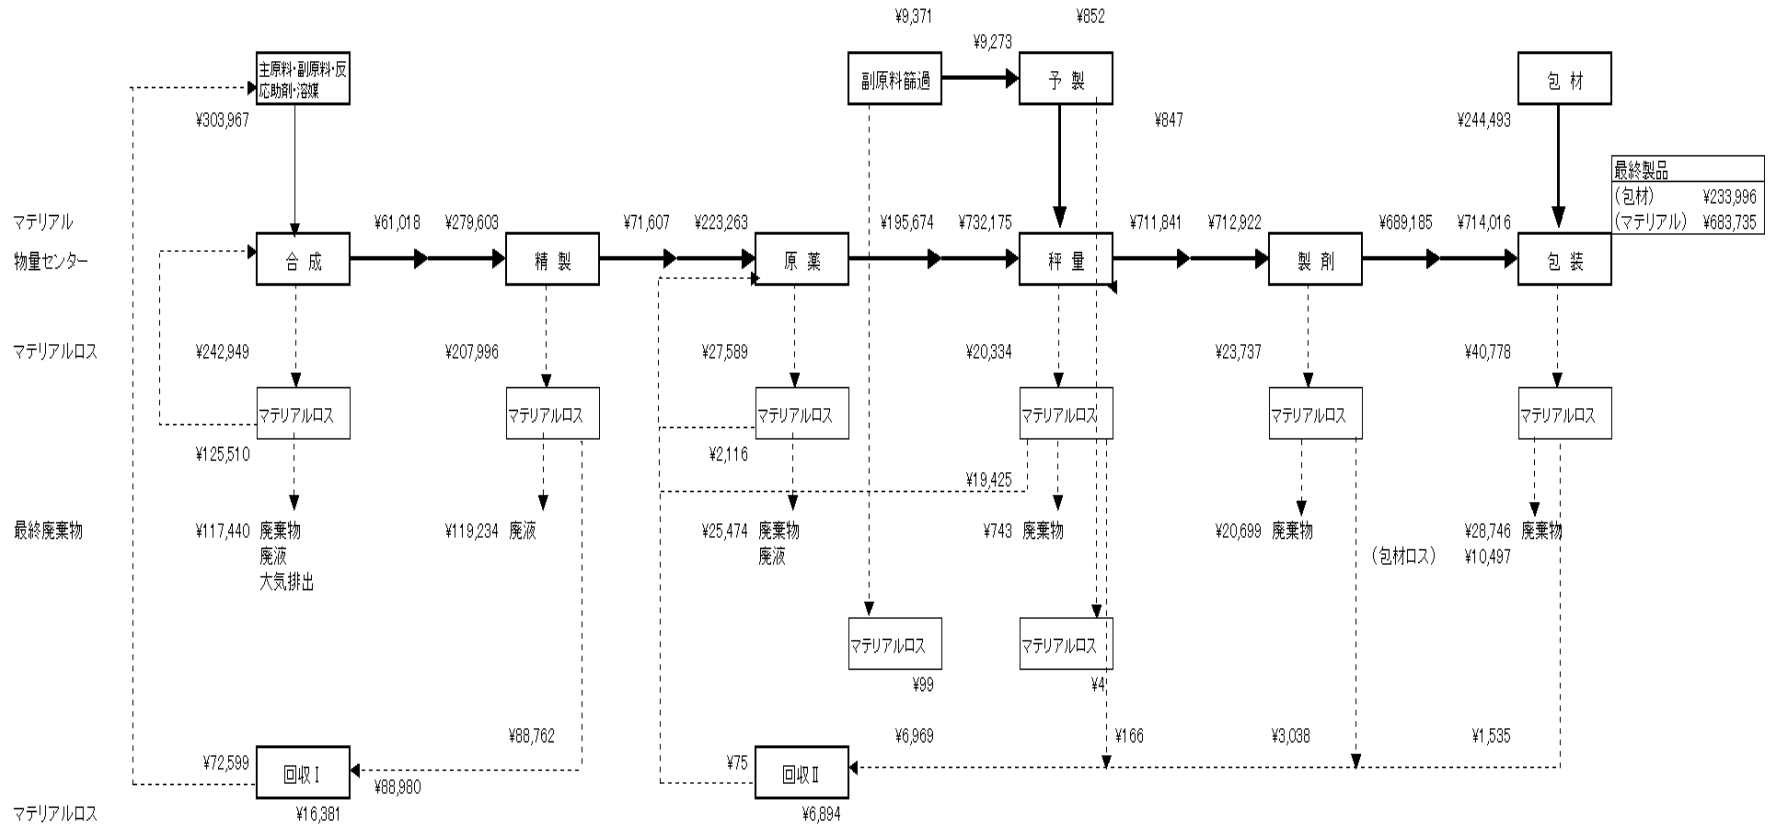 ¥9,371
¥852
¥9,273
主原料・副原料・反
応助剤・溶媒
副原料篩過
予 製
包 材
¥303,967
¥847
¥244,493
最終製品
(包材) ¥233,996
(マテリアル) ¥683,735
マテリアル
¥61,018
¥279,603
¥71,607
¥223,263
¥195,674
¥732,175
¥711,841
¥712,922
¥689,185
¥714,016
物量センター
合 成
精 製
原 薬
秤 量
製 剤
包 装
マテリアルロス
¥242,949
¥207,996
¥27,589
¥20,334
¥23,737
¥40,778
マテリアルロス
マテリアルロス
マテリアルロス
マテリアルロス
マテリアルロス
マテリアルロス
¥125,510
¥2,116
¥19,425
最終廃棄物
¥117,440 廃棄物
廃液
大気排出
¥119,234 廃液
¥25,474 廃棄物
廃液
¥743 廃棄物
¥20,699 廃棄物
¥28,746 廃棄物
(包材ロス) ¥10,497
マテリアルロス
マテリアルロス
¥99
¥4
¥88,762
¥6,969
¥166
¥3,038
¥1,535
¥72,599
回収Ⅰ
¥88,980
¥75
回収Ⅱ
マテリアルロス
¥16,381
¥6,894